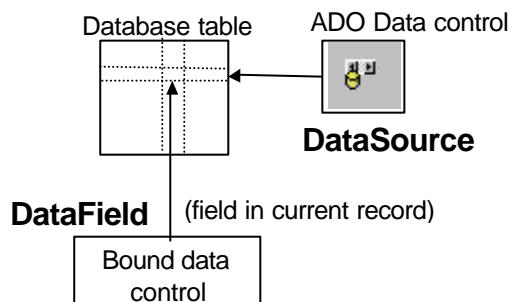 Database table
ADO Data control
DataSource
DataField
(field in current record)
Bound data
control